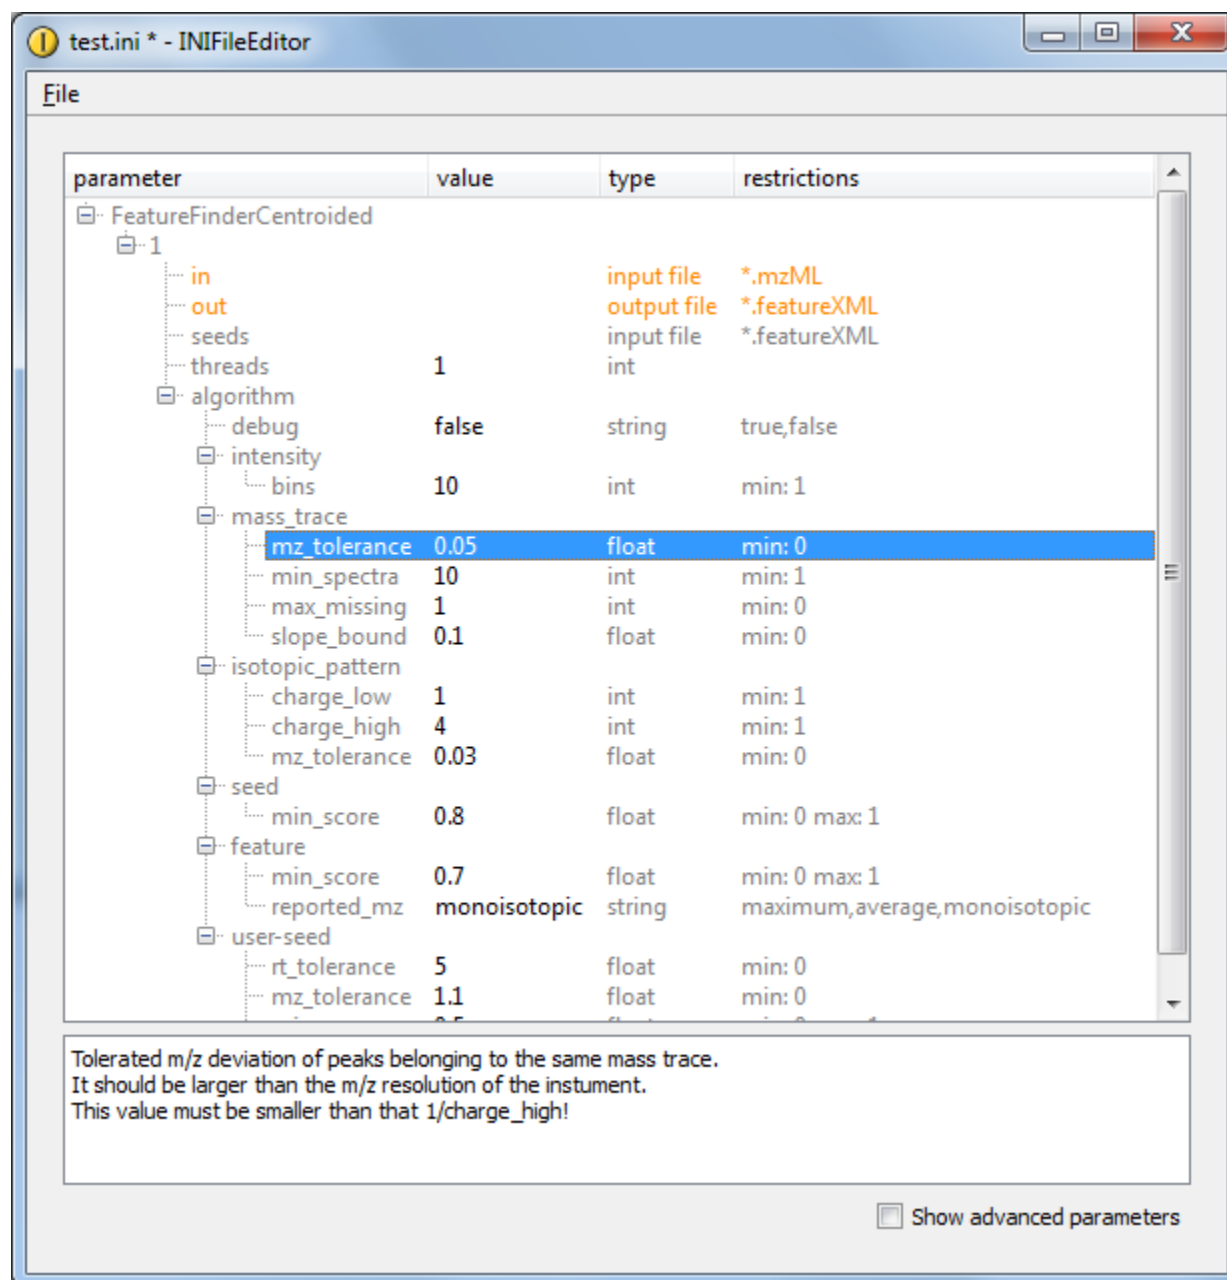 test.ini * - INIFileEditor
File
parameter value type restrictions
FeatureFinderCentroided
1
in input file *.mzML
out output file *.featureXML
seeds input file *.featureXML
threads 1 int
algorithm
debug false string true,false
intensity
bins 10 int min: 1
mass_trace
mz_tolerance 0.05 float min: 0
min_spectra 10 int min: 1
max_missing 1 int min: 0
slope_bound 0.1 float min: 0
isotopic_pattern
charge_low 1 int min: 1
charge_high 4 int min: 1
mz_tolerance 0.03 float min: 0
seed
min_score 0.8 float min: 0 max: 1
feature
min_score 0.7 float min: 0 max: 1
reported_mz monoisotopic string maximum,average,monoisotopic
user-seed
rt_tolerance 5 float min: 0
mz_tolerance 1.1 float min: 0
Tolerated m/z deviation of peaks belonging to the same mass trace.
It should be larger than the m/z resolution of the instument.
This value must be smaller than that 1/charge_high!
Show advanced parameters